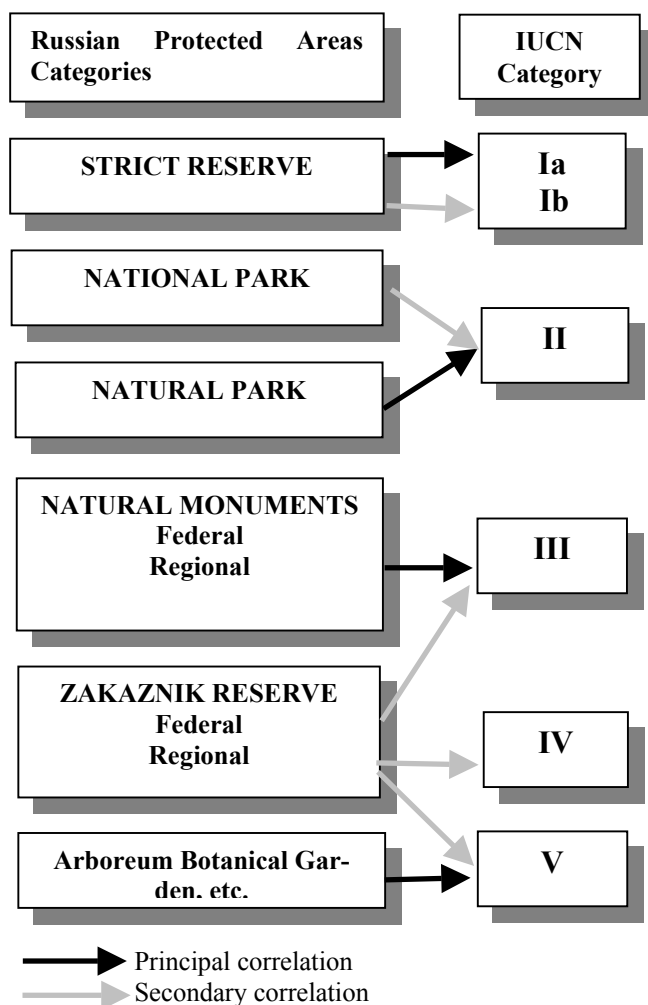 Russian Protected Areas
Categories
IUCN
Category
STRICT RESERVE
Ia
Ib
NATIONAL PARK
II
NATURAL PARK
NATURAL MONUMENTS
Federal
Regional
III
ZAKAZNIK RESERVE
Federal
Regional
IV
Arboreum Botanical Gar-
den, etc.
V
Principal correlation
Secondary correlation